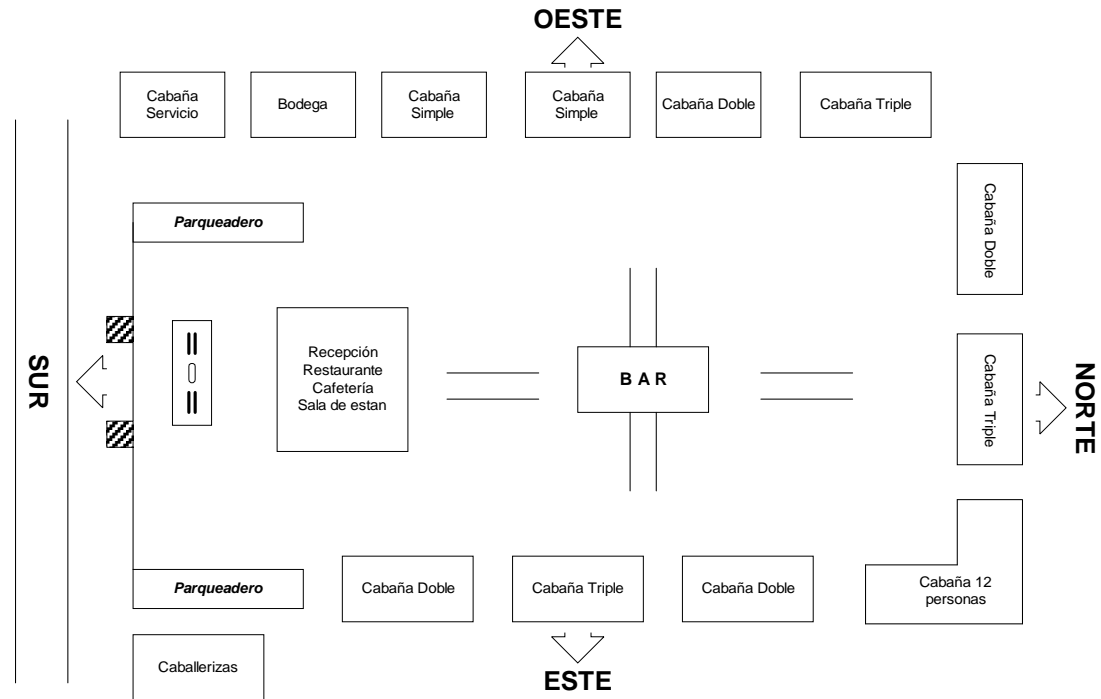 OESTE
Cabaña
Servicio
Bodega
Cabaña
Simple
Cabaña
Simple
Cabaña Doble
Cabaña Triple
Cabaña Doble
Parqueadero
SUR
Recepción
Restaurante
Cafetería
Sala de estan
B A R
Cabaña Triple
NORTE
Parqueadero
Cabaña Doble
Cabaña Triple
Cabaña Doble
Cabaña 12
personas
Caballerizas
ESTE